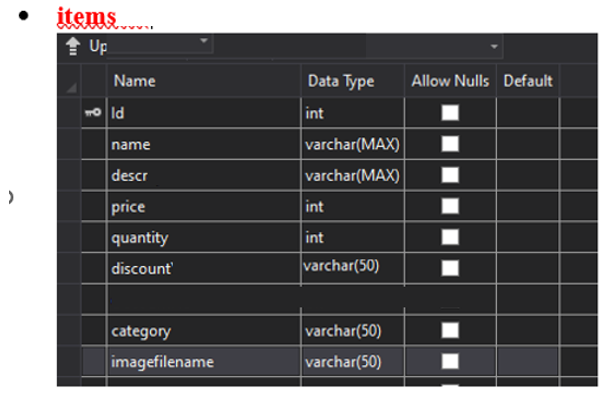 items
Up
Name Data Type Allow Nulls Default
Id int
name varchar(MAX)
descr varchar(MAX)
price int
quantity int
discount' varchar(50)
category varchar(50)
imagefilename varchar(50)